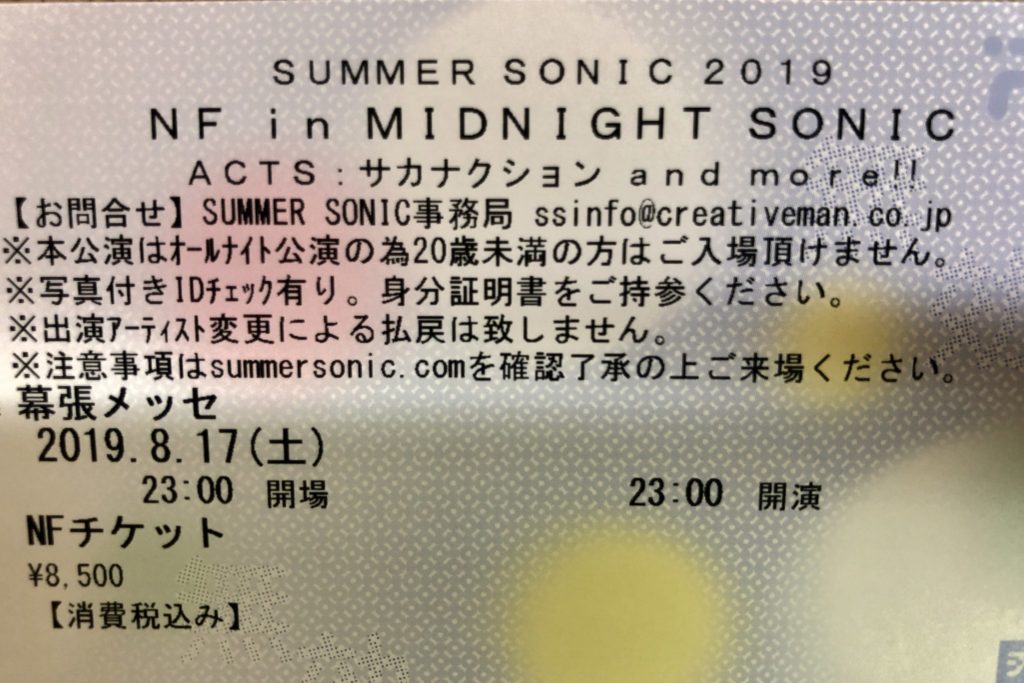 SUMMER SONIC 2019
NF in MIDNIGHT SONIC
ACTS:サカナクション and more!!
【お問合せ】SUMMER SONIC事務局 ssinfo@creativeman.co.jp
※本公演はｵｰﾙﾅｲﾄ公演の為20歳未満の方はご入場頂けません。
※写真付きIDﾁｪｯｸ有り。身分証明書をご持参ください。
※出演ｱｰﾃｨｽﾄ変更による払戻は致しません。
※注意事項はsummersonic.comを確認了承の上ご来場ください。
幕張メッセ
2019.8.17(土)
23:00 開場 23:00 開演
NFチケット
¥8,500
【消費税込み】